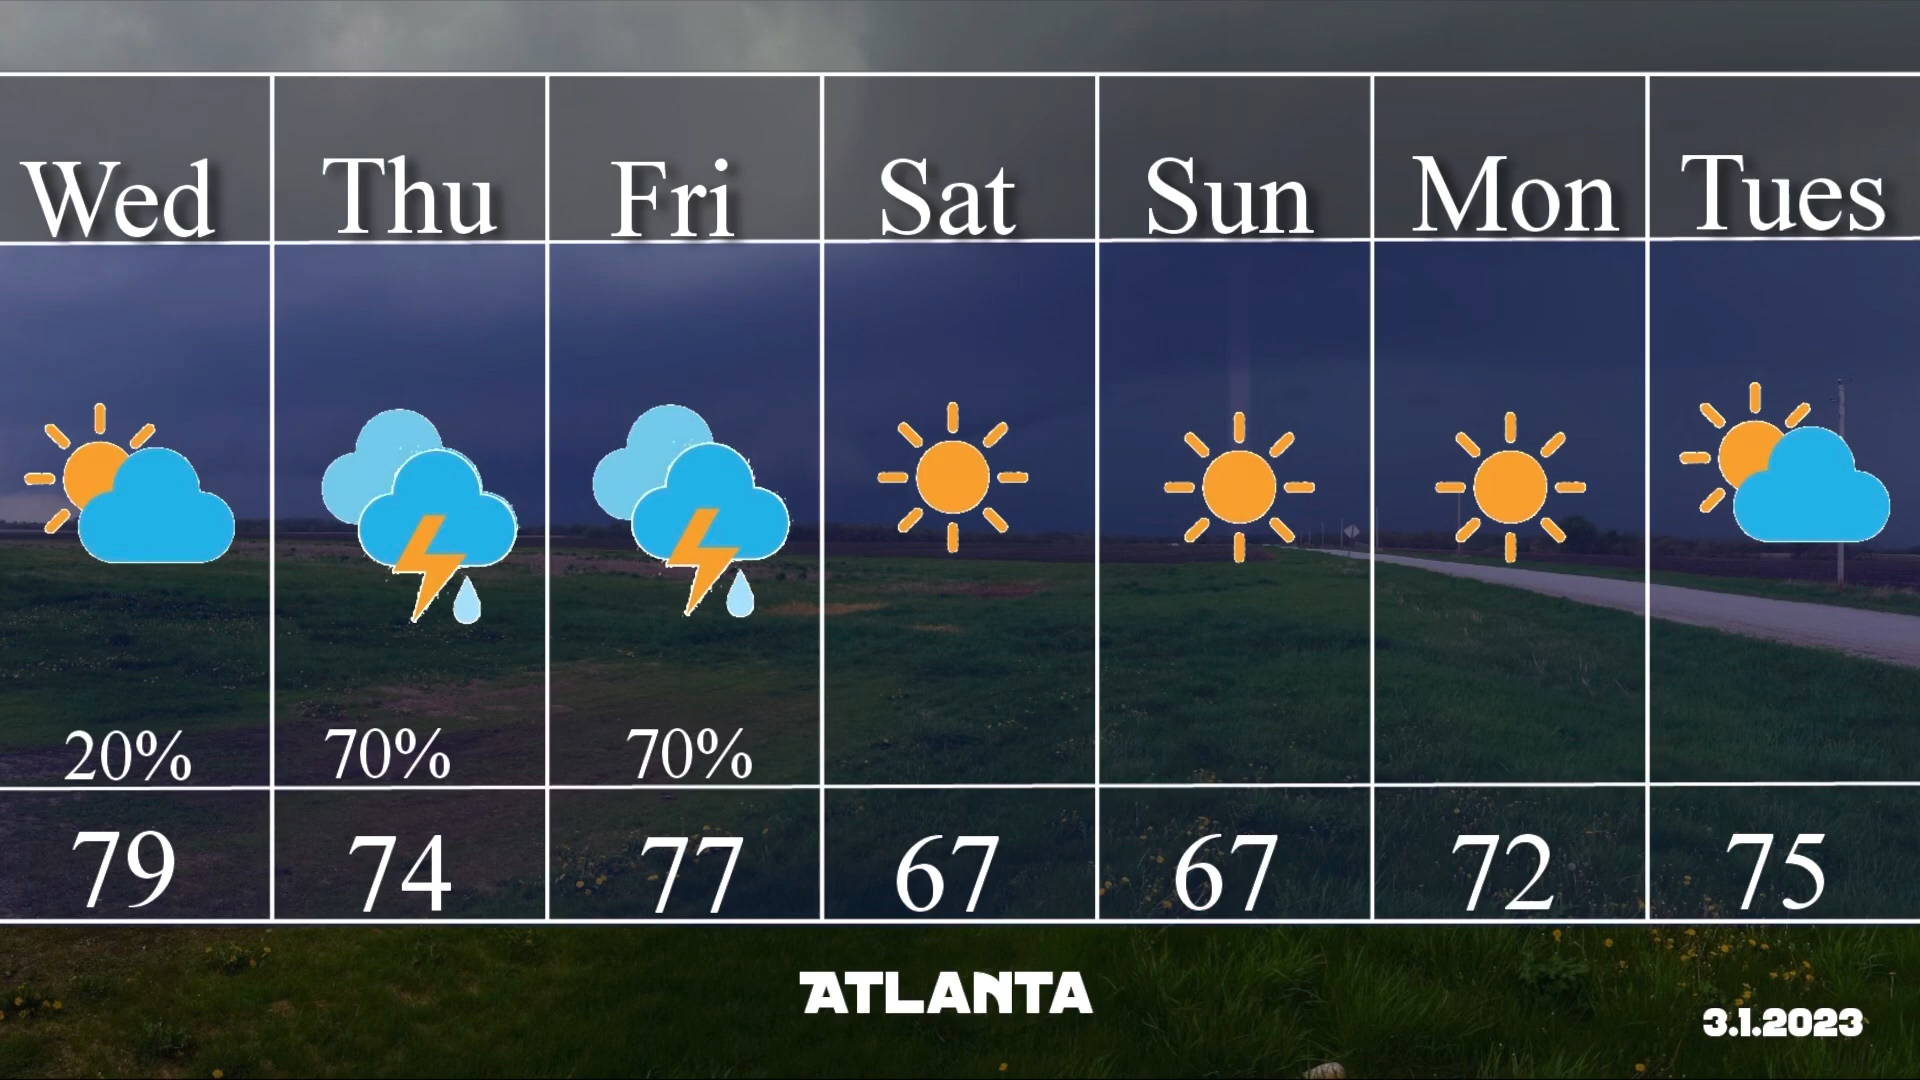 Wed Thu Fri Sat Sun Mon Tues
20% 70% 70%
79 74 77 67 67 72 75
ATLANTA
3.1.2023